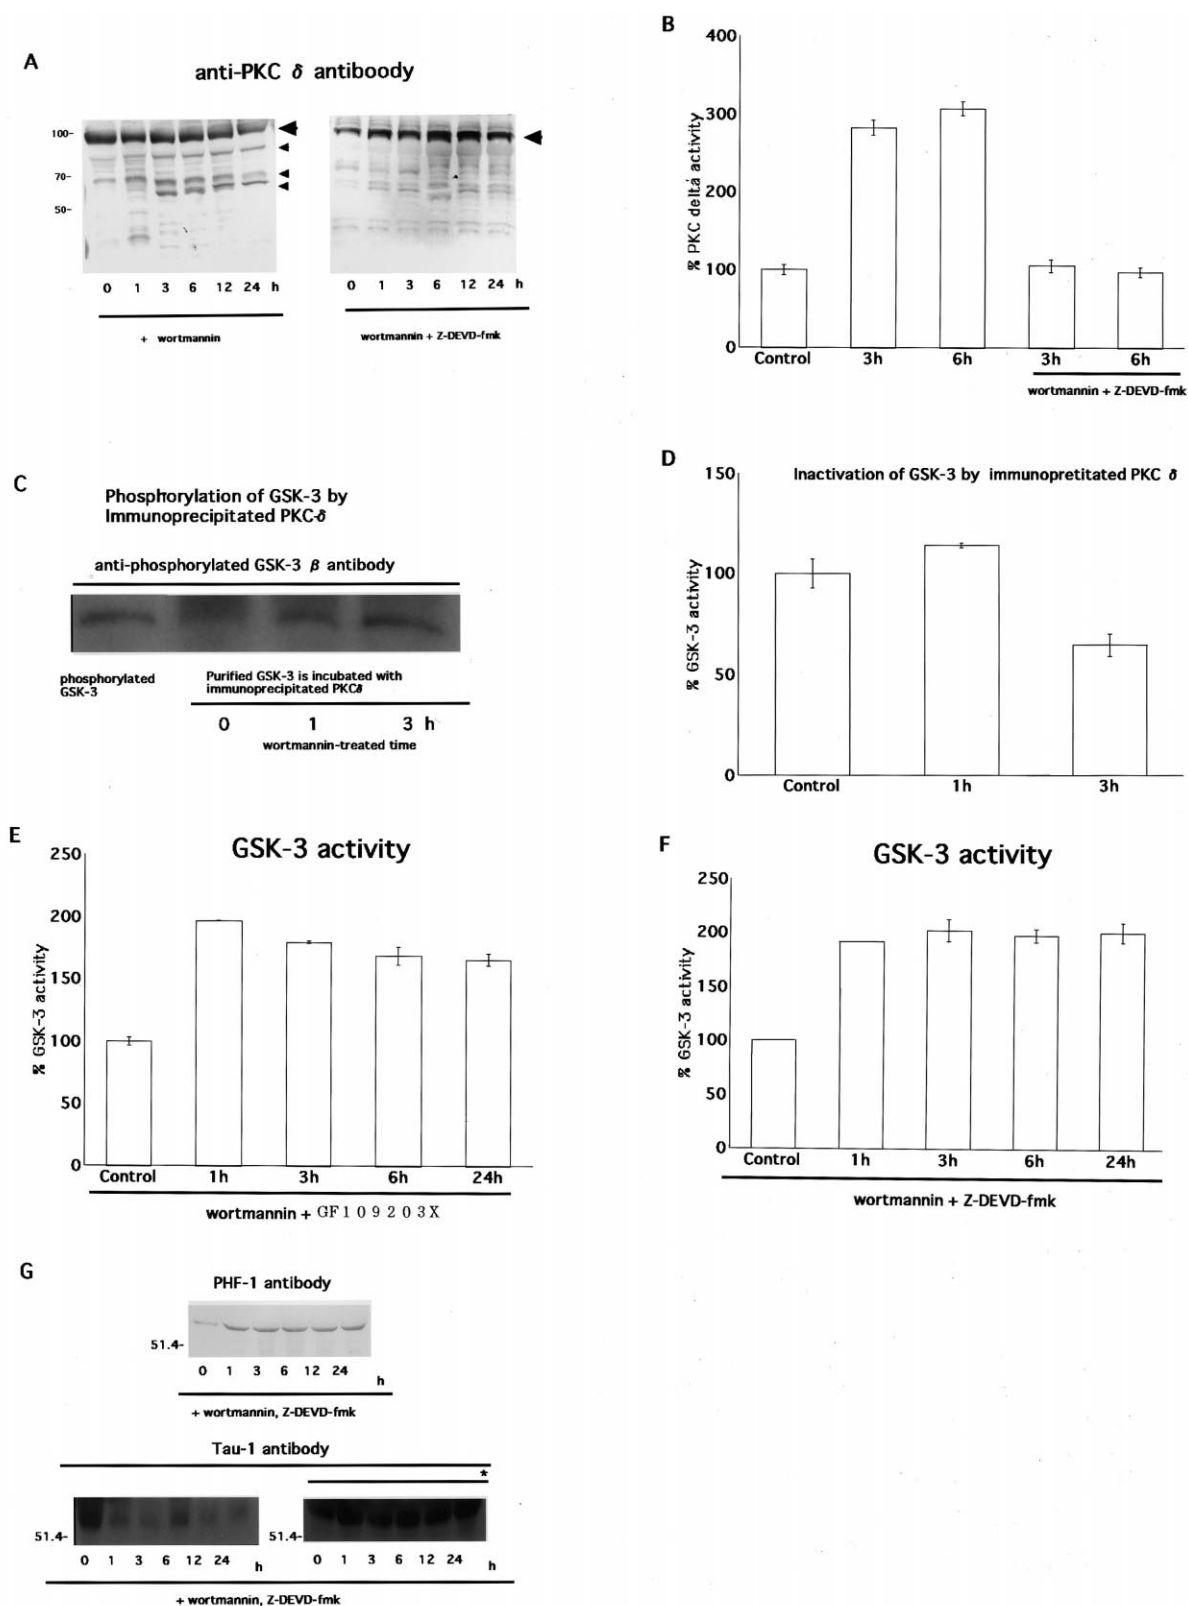 A
anti-PKC δ antiboody
100-
70-
50-
0 1 3 6 12 24 h
+ wortmannin
0 1 3 6 12 24 h
wortmannin + Z-DEVD-fmk
B
% PKC delta activity
400
300
200
100
0
Control 3h 6h 3h 6h
wortmannin + Z-DEVD-fmk
C
Phosphorylation of GSK-3 by
Immunoprecipitated PKC-δ
anti-phosphorylated GSK-3 β antibody
phosphorylated
GSK-3
Purified GSK-3 is incubated with
immunoprecipitated PKCδ
0 1 3 h
wortmannin-treated time
D
Inactivation of GSK-3 by immunopretitated PKC δ
% GSK-3 activity
150
100
50
0
Control 1h 3h
E
GSK-3 activity
% GSK-3 activity
250
200
150
100
50
0
Control 1h 3h 6h 24h
wortmannin + GF109203X
F
GSK-3 activity
% GSK-3 activity
250
200
150
100
50
0
Control 1h 3h 6h 24h
wortmannin + Z-DEVD-fmk
G
PHF-1 antibody
51.4-
0 1 3 6 12 24 h
+ wortmannin, Z-DEVD-fmk
Tau-1 antibody
*
51.4-
0 1 3 6 12 24 h
51.4-
0 1 3 6 12 24 h
+ wortmannin, Z-DEVD-fmk